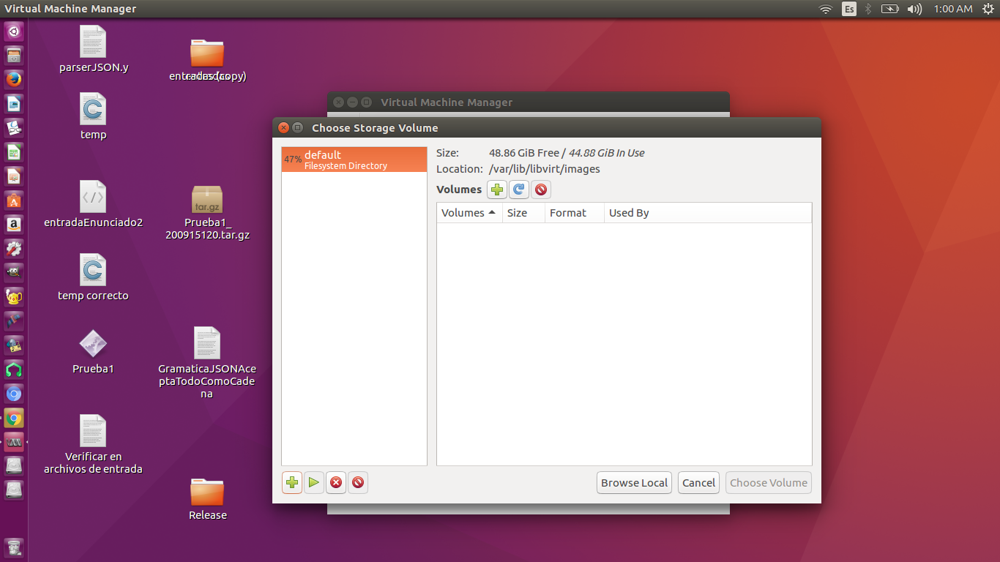 Virtual Machine Manager
Es
1:00 AM
parserJSON.y
entradas (copy)
temp
entradaEnunciado2
tar.gz
Prueba1_
200915120.tar.gz
temp correcto
Prueba1
GramaticaJSONAce
ptaTodoComoCade
na
Verificar en
archivos de entrada
Release
Virtual Machine Manager
Choose Storage Volume
47%
default
Filesystem Directory
Size: 48.86 GiB Free / 44.88 GiB In Use
Location: /var/lib/libvirt/images
Volumes
Volumes Size Format Used By
Browse Local Cancel Choose Volume